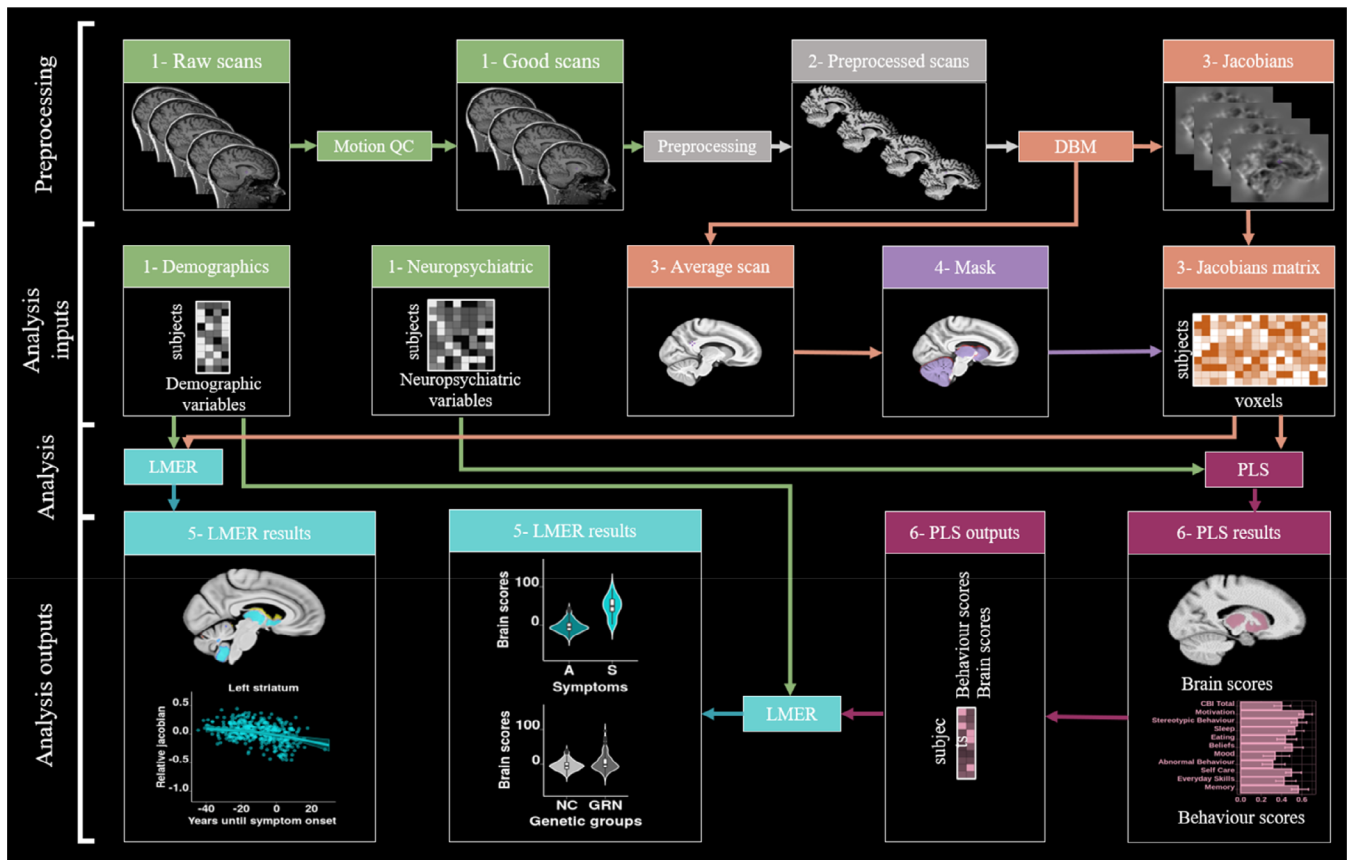 Preprocessing
1- Raw scans
Motion QC
1- Good scans
Preprocessing
2- Preprocessed scans
DBM
3- Jacobians
Analysis
inputs
1- Demographics
subjects
Demographic
variables
1- Neuropsychiatric
subjects
Neuropsychiatric
variables
3- Average scan
4- Mask
3- Jacobians matrix
subjects
voxels
Analysis
LMER
PLS
Analysis outputs
5- LMER results
Left striatum
Relative jacobian
0.5
0.0
-0.5
-1.0
-40 -20 0 20
Years until symptom onset
5- LMER results
Brain scores
100
0
A S
Symptoms
Brain scores
100
0
NC GRN
Genetic groups
LMER
6- PLS outputs
Behaviour scores
Brain scores
subjec
ts
6- PLS results
Brain scores
CBI Total
Motivation
Stereotypic Behaviour
Sleep
Eating
Beliefs
Mood
Abnormal Behaviour
Self Care
Everyday Skills
Memory
0.0 0.2 0.4 0.6
Behaviour scores